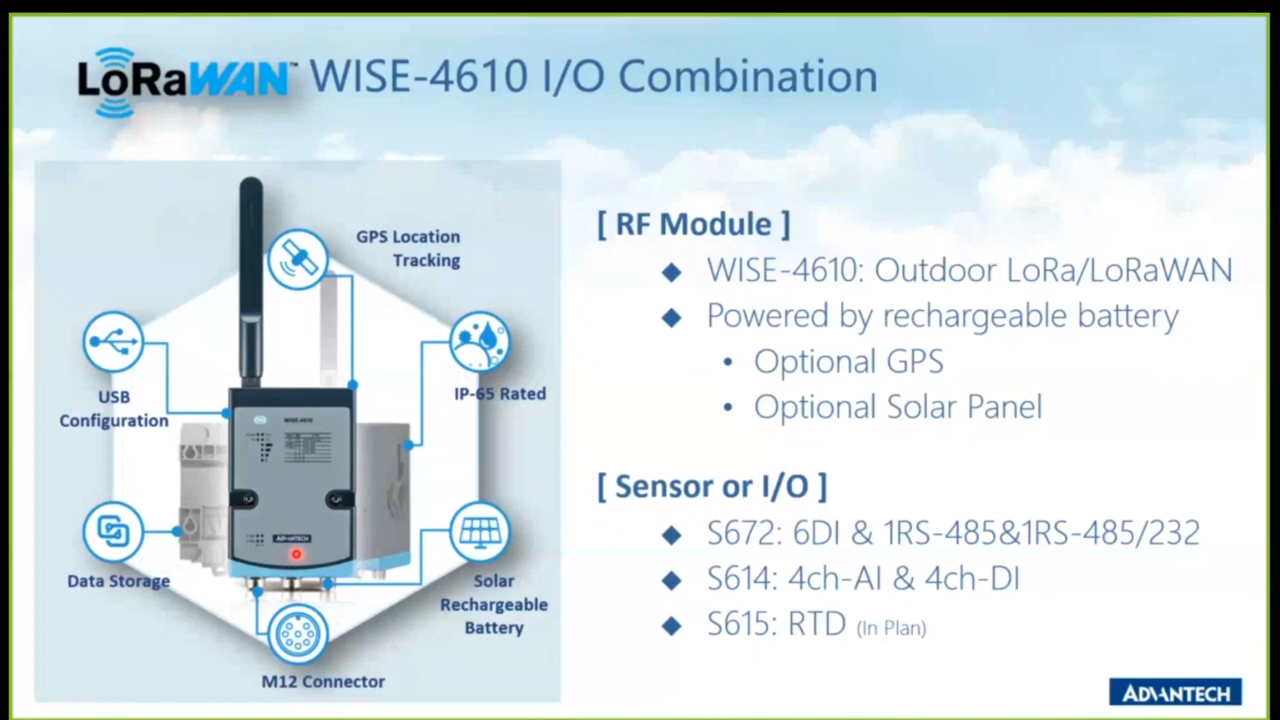 LoRaWAN™ WISE-4610 I/O Combination
GPS Location
Tracking
USB
Configuration
IP-65 Rated
WISE-4610
ADVANTECH
Data Storage
Solar
Rechargeable
Battery
M12 Connector
[ RF Module ]
◆ WISE-4610: Outdoor LoRa/LoRaWAN
◆ Powered by rechargeable battery
• Optional GPS
• Optional Solar Panel
[ Sensor or I/O ]
◆ S672: 6DI & 1RS-485&1RS-485/232
◆ S614: 4ch-AI & 4ch-DI
◆ S615: RTD (In Plan)
ADVANTECH